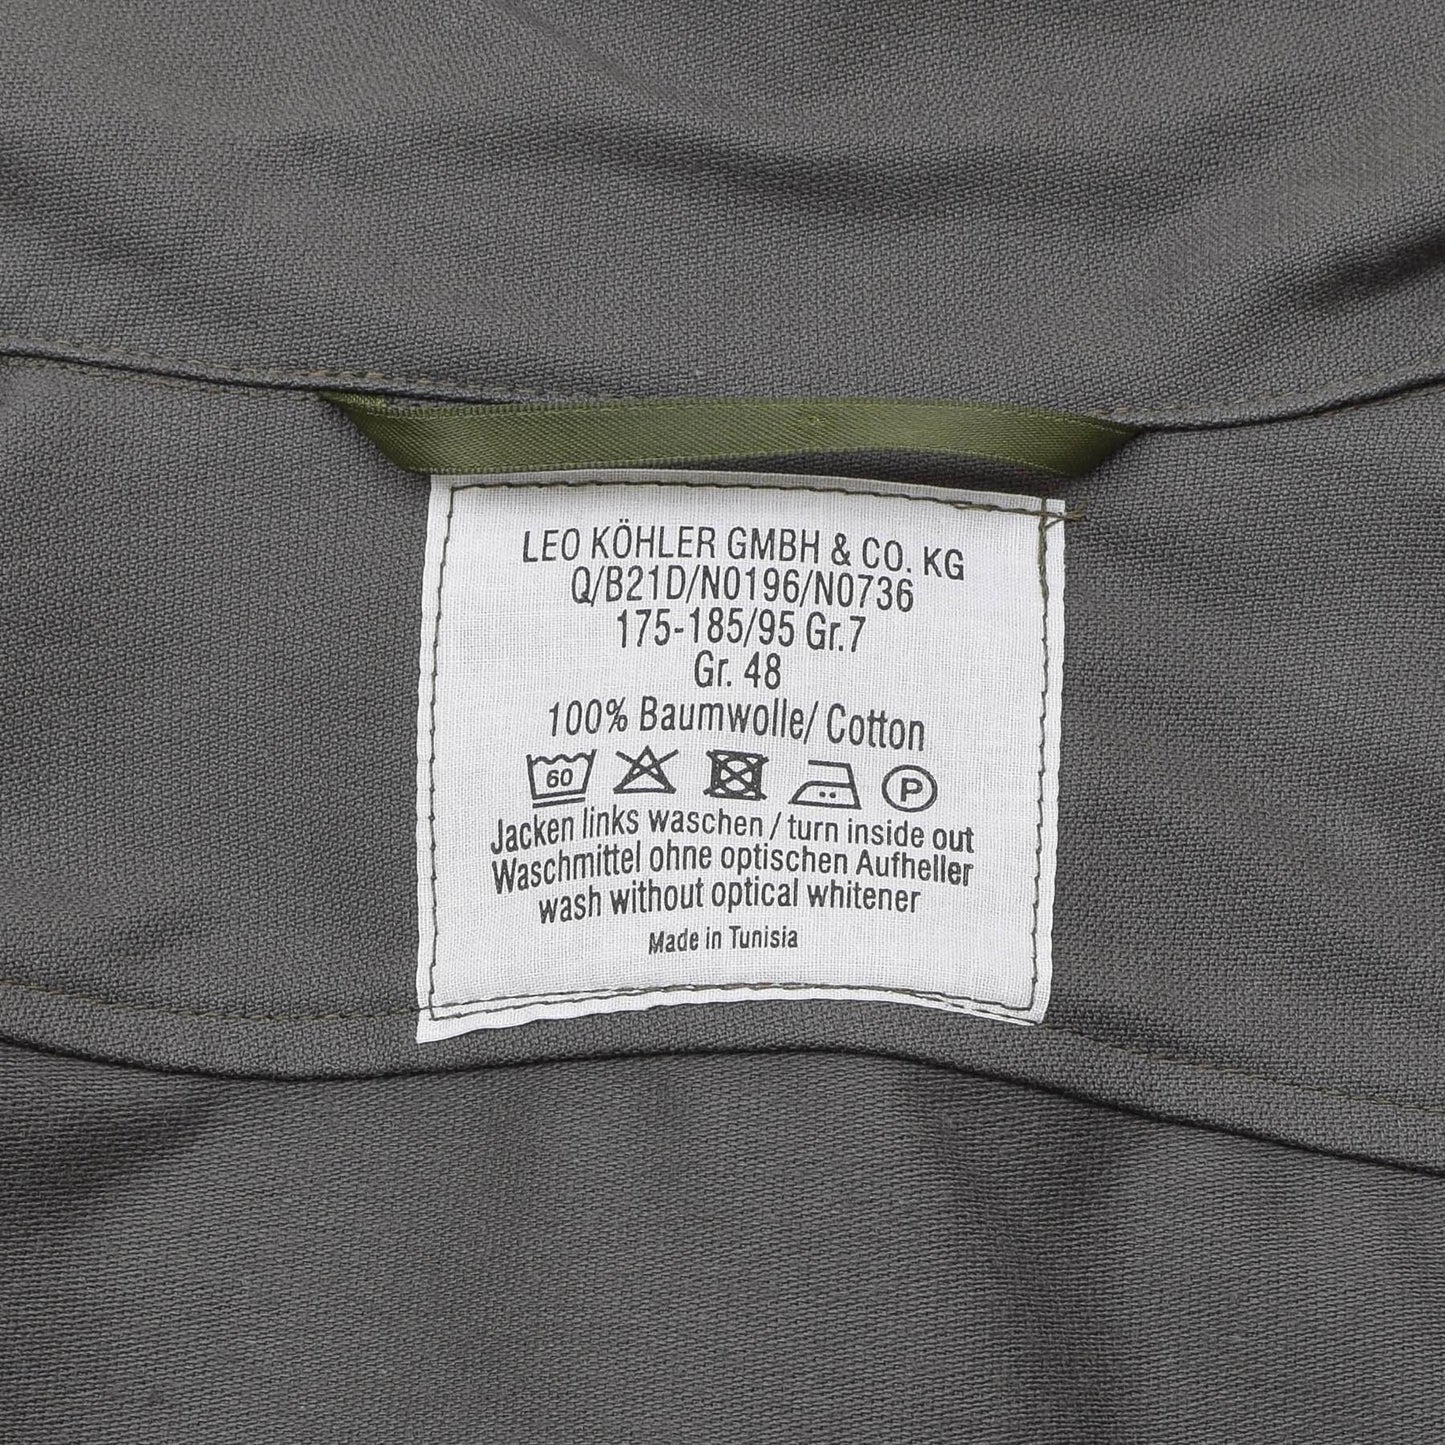 LEO KÖHLER GMBH & CO. KG
Q/B21D/N0196/N0736
175-185/95 Gr.7
Gr. 48
100% Baumwolle/ Cotton
60 P
Jacken links waschen / turn inside out
Waschmittel ohne optischen Aufheller
wash without optical whitener
Made in Tunisia